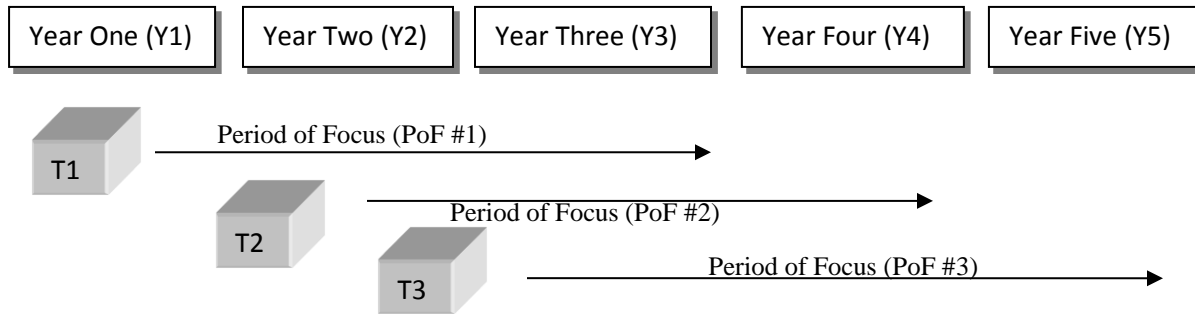 Year One (Y1) Year Two (Y2) Year Three (Y3) Year Four (Y4) Year Five (Y5)
Period of Focus (PoF #1)
T1
Period of Focus (PoF #2)
T2
Period of Focus (PoF #3)
T3